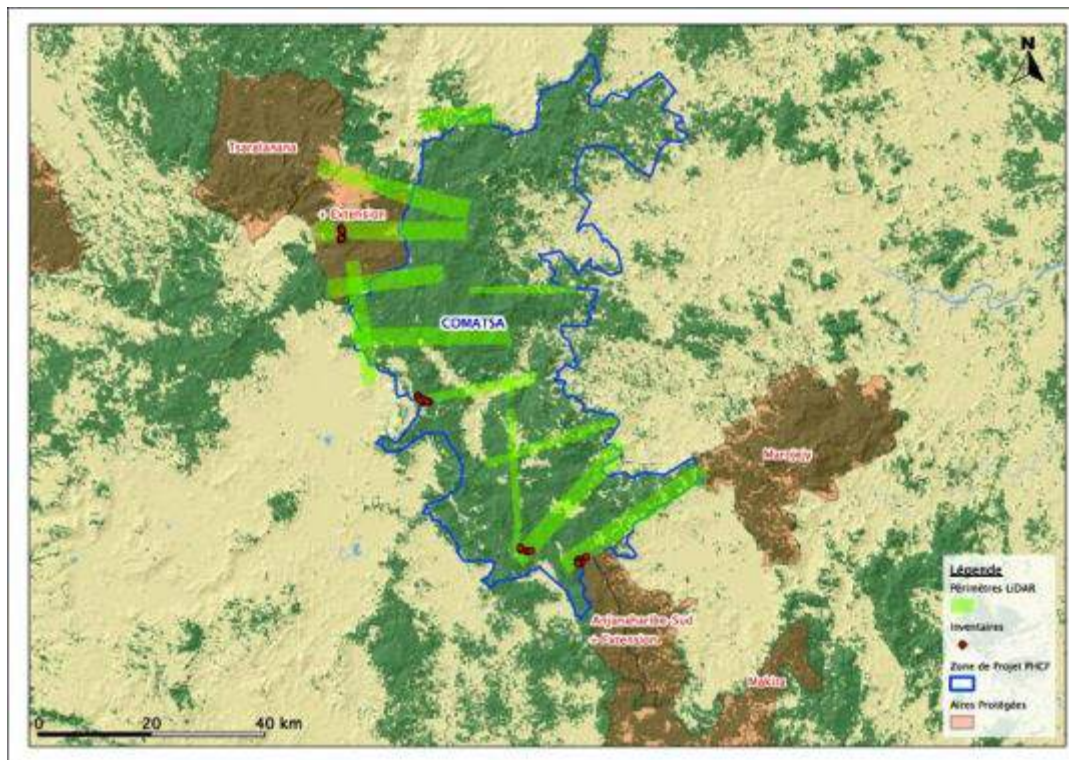 N
Tsaratanana
+ Extension
COMATSA
Marojejy
Anjanaharibe-Sud
+ Extension
Makira
Légende
Périmètres LiDAR
Inventaires
Zone de Projet PHCF
Aires Protégées
0 20 40 km